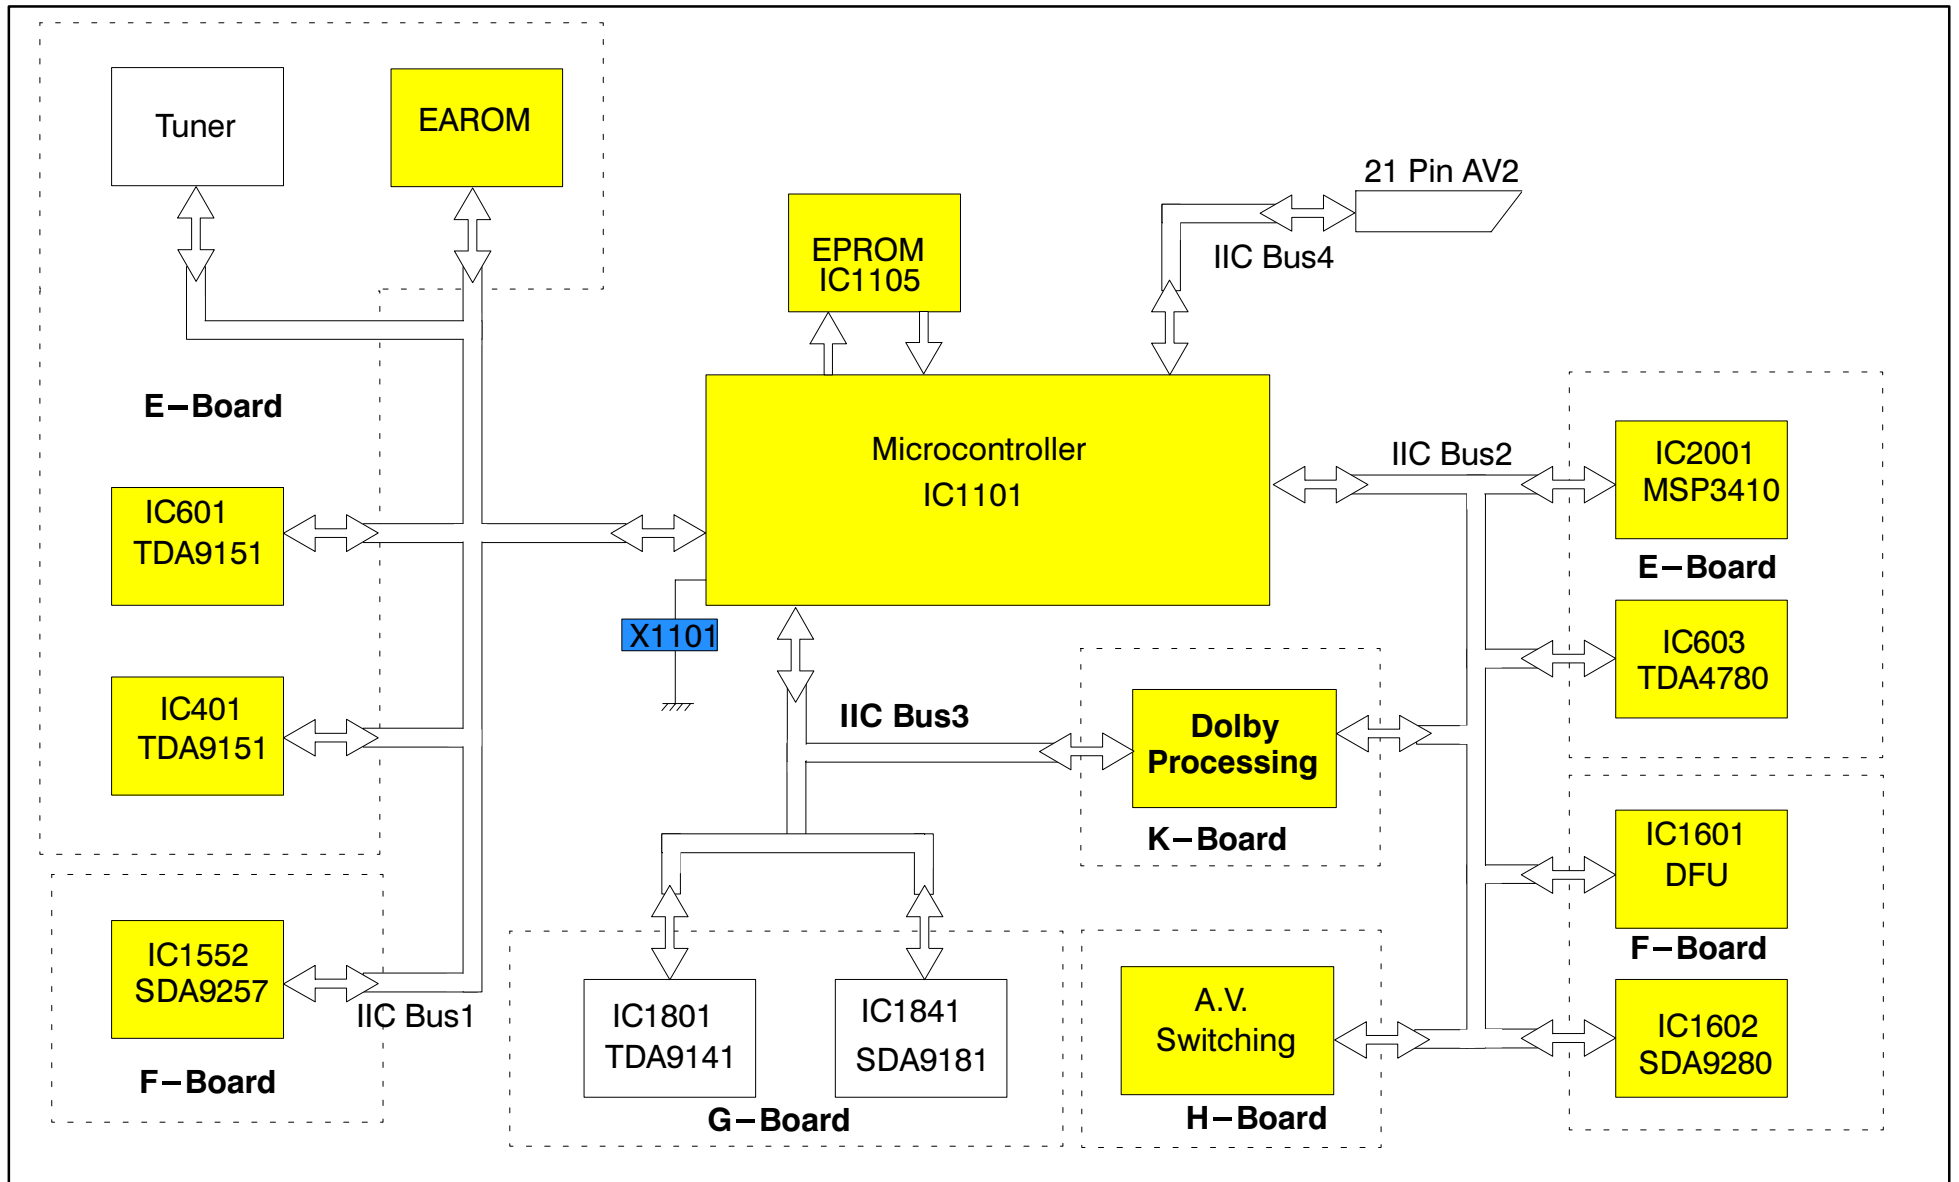 Tuner
EAROM
21 Pin AV2
EPROM
IC1105
IIC Bus4
E–Board
Microcontroller
IC1101
IIC Bus2
IC2001
MSP3410
E–Board
IC601
TDA9151
X1101
IC603
TDA4780
IC401
TDA9151
IIC Bus3
Dolby
Processing
K–Board
IC1601
DFU
F–Board
IC1552
SDA9257
IIC Bus1
F–Board
IC1801
TDA9141
IC1841
SDA9181
G–Board
A.V.
Switching
H–Board
IC1602
SDA9280